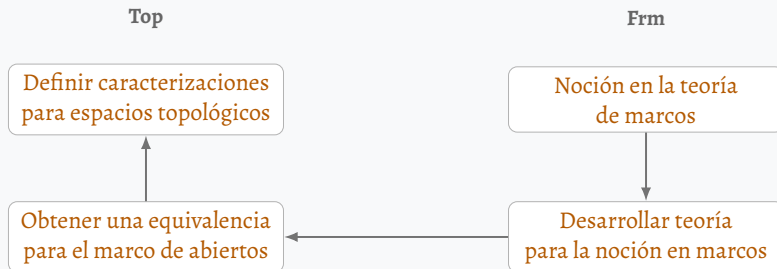 Top
Frm
Definir caracterizaciones
para espacios topológicos
Noción en la teoría
de marcos
Obtener una equivalencia
para el marco de abiertos
Desarrollar teoría
para la noción en marcos